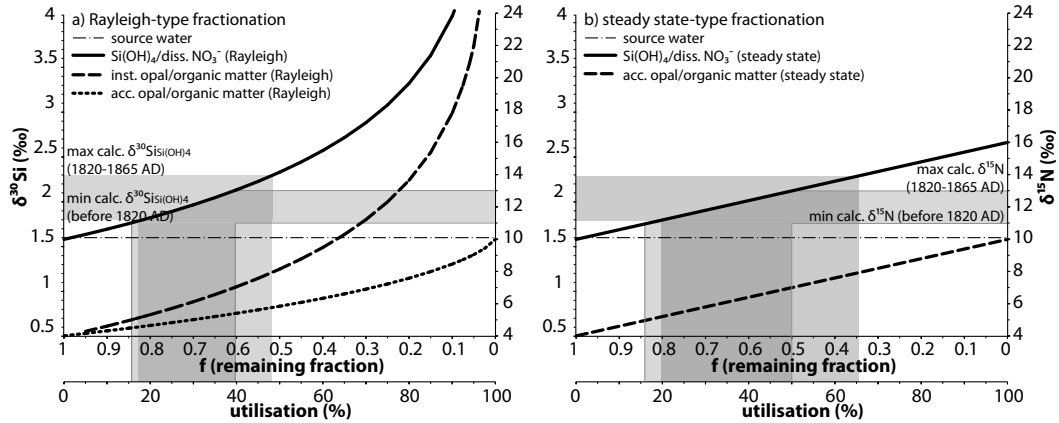 a) Rayleigh-type fractionation
source water
Si(OH)₄/diss. NO₃⁻ (Rayleigh)
inst. opal/organic matter (Rayleigh)
acc. opal/organic matter (Rayleigh)
max calc. δ³⁰Si Si(OH)4
(1820-1865 AD)
min calc. δ³⁰Si Si(OH)4
(before 1820 AD)
δ³⁰Si (‰)
4
3.5
3
2.5
2
1.5
1
0.5
24
22
20
18
16
14
12
10
8
6
4
1 0.9 0.8 0.7 0.6 0.5 0.4 0.3 0.2 0.1 0
f (remaining fraction)
0 20 40 60 80 100
utilisation (%)
b) steady state-type fractionation
source water
Si(OH)₄/diss. NO₃⁻ (steady state)
acc. opal/organic matter (steady state)
max calc. δ¹⁵N
(1820-1865 AD)
min calc. δ¹⁵N (before 1820 AD)
4
3.5
3
2.5
2
1.5
1
0.5
24
22
20
18
16
14
12
10
8
6
4
δ¹⁵N (‰)
1 0.9 0.8 0.7 0.6 0.5 0.4 0.3 0.2 0.1 0
f (remaining fraction)
0 20 40 60 80 100
utilisation (%)